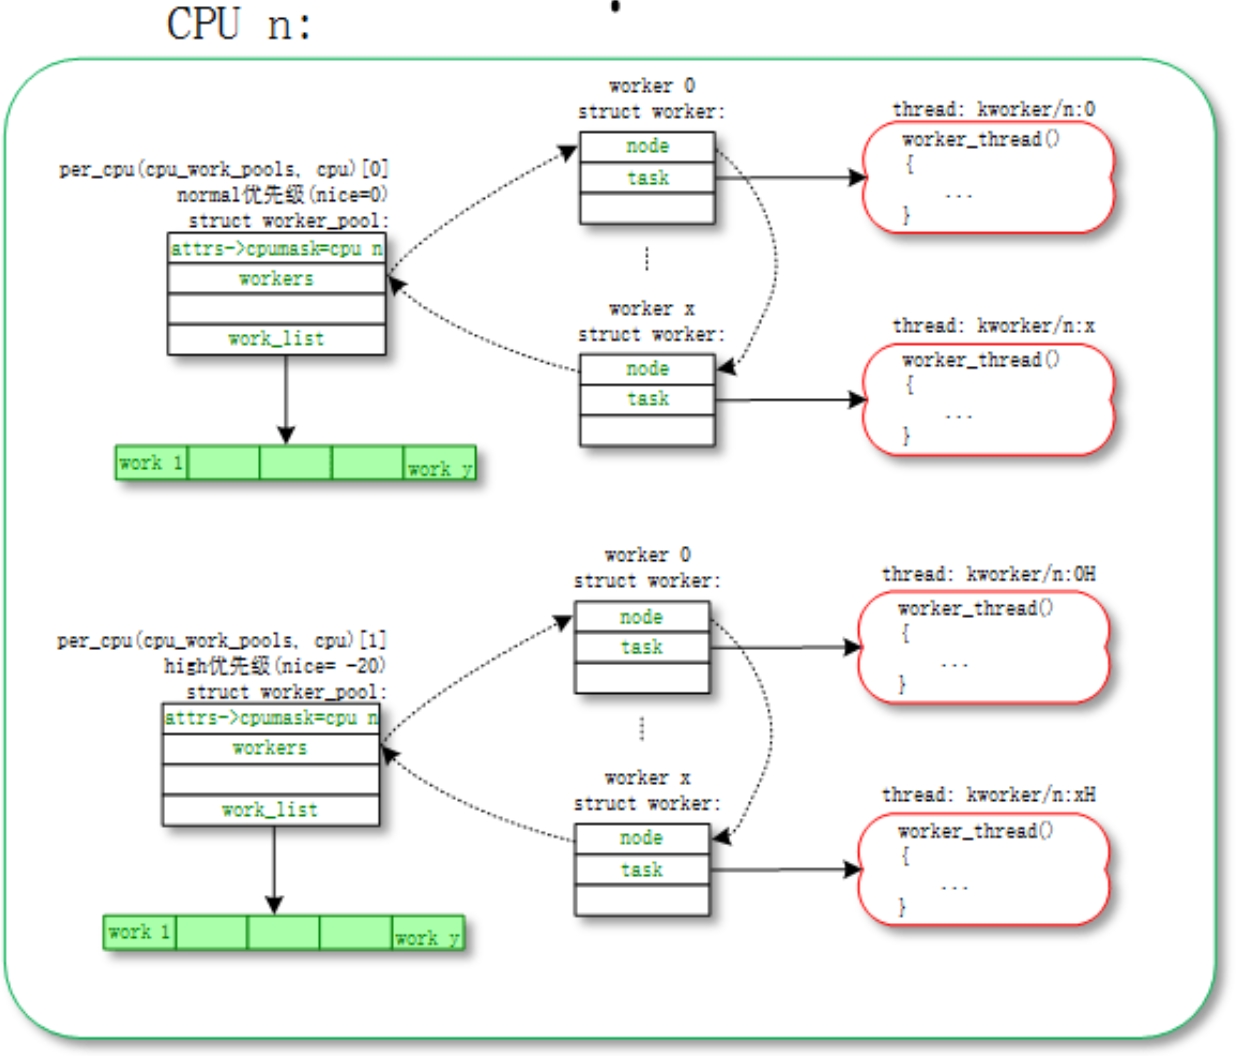 CPU n:
worker 0
struct worker:
node
task
thread: kworker/n:0
worker_thread()
{
...
}
per_cpu(cpu_work_pools, cpu)[0]
normal优先级(nice=0)
struct worker_pool:
attrs->cpumask=cpu n
workers
work_list
worker x
struct worker:
node
task
thread: kworker/n:x
worker_thread()
{
...
}
work 1
work y
worker 0
struct worker:
node
task
thread: kworker/n:0H
worker_thread()
{
...
}
per_cpu(cpu_work_pools, cpu)[1]
high优先级(nice= -20)
struct worker_pool:
attrs->cpumask=cpu n
workers
work_list
worker x
struct worker:
node
task
thread: kworker/n:xH
worker_thread()
{
...
}
work 1
work y